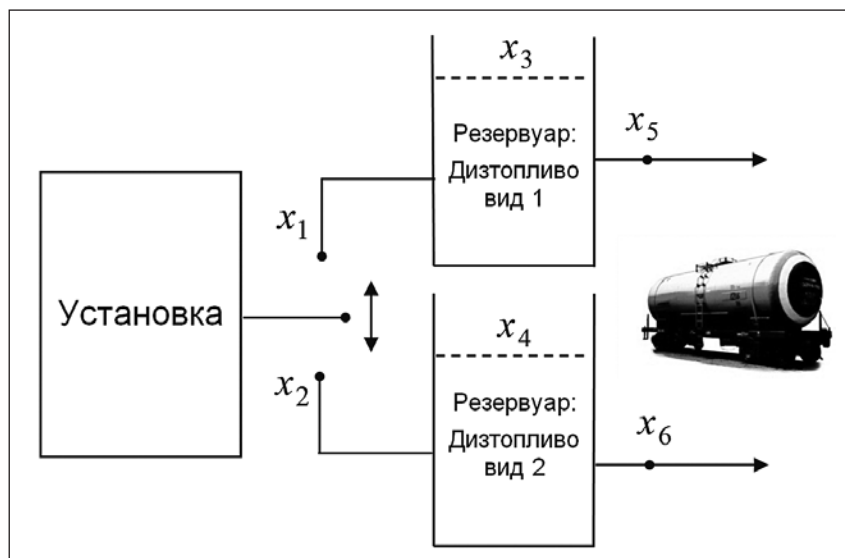 Установка
x1
x2
x3
Резервуар:
Дизтопливо
вид 1
x5
x4
Резервуар:
Дизтопливо
вид 2
x6